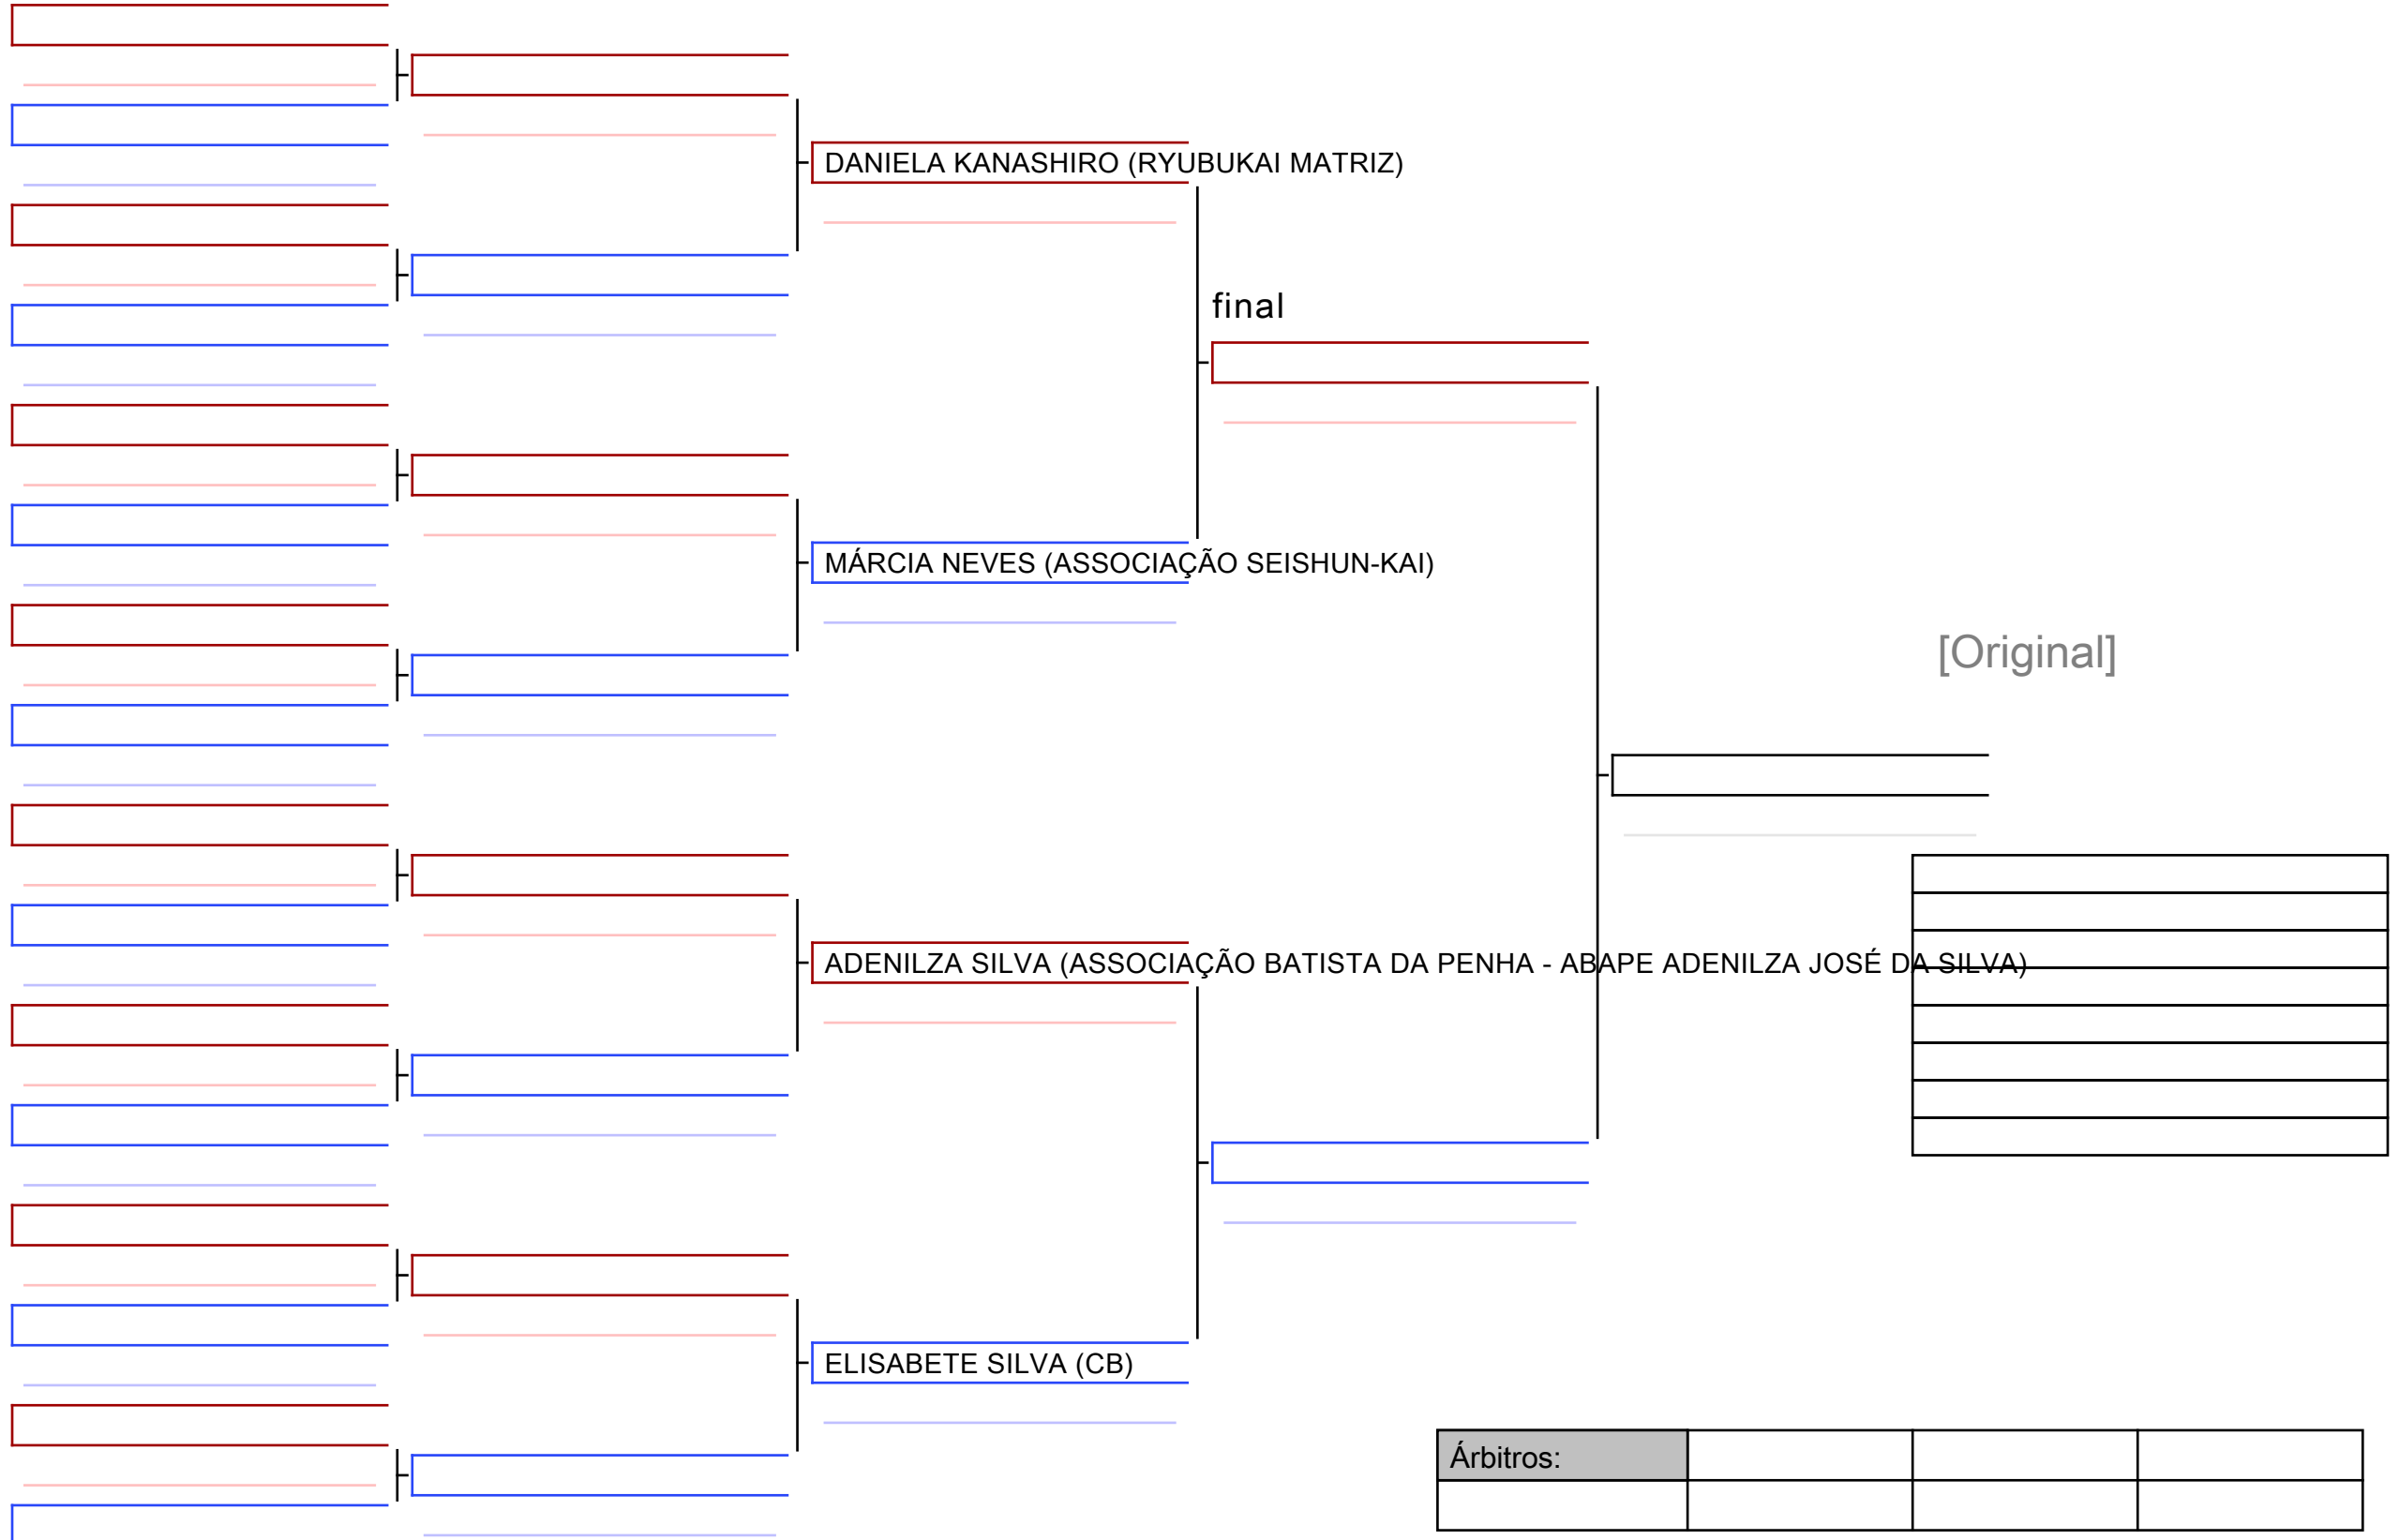 DANIELA KANASHIRO (RYUBUKAI MATRIZ)
final
MÁRCIA NEVES (ASSOCIAÇÃO SEISHUN-KAI)
[Original]
ADENILZA SILVA (ASSOCIAÇÃO BATISTA DA PENHA - ABAPE ADENILZA JOSÉ DA SILVA)
ELISABETE SILVA (CB)
Árbitros: